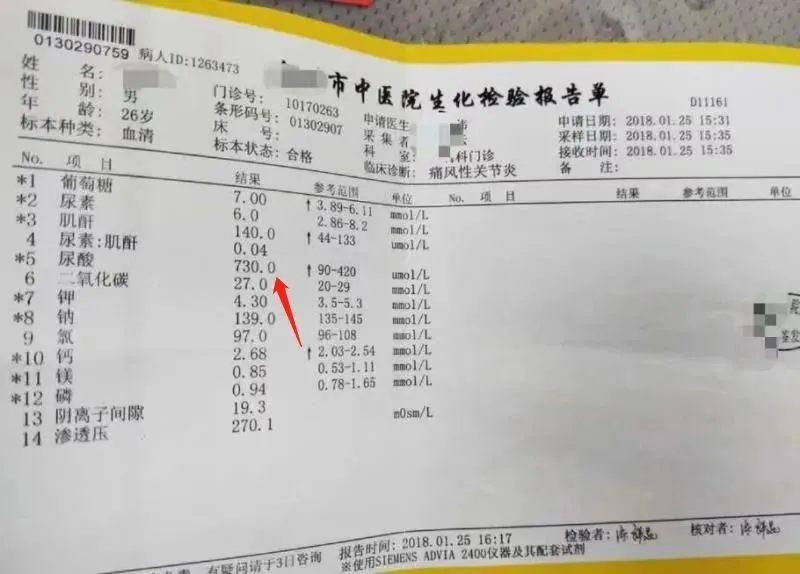 0130290759 病人ID:1263473
市中医院生化检验报告单
D11161
姓 名:
性 别: 男
年 龄: 26岁
标本种类: 血清
门诊号: 10170263
条形码号: 01302907
床 号:
标本状态: 合格
申请医生
采集者
科 室: 科门诊
临床诊断: 痛风性关节炎
申请日期: 2018.01.25 15:31
采样日期: 2018.01.25 15:35
接收时间: 2018.01.25 15:35
备 注:
No. 项 目 结果 参考范围 单位 No. 项 目 结果 参考范围 单位
*1 葡萄糖 7.00 ↑ 3.89-6.11 mmol/L
*2 尿素 6.0 2.86-8.2 mmol/L
*3 肌酐 140.0 ↑ 44-133 umol/L
4 尿素:肌酐 0.04
*5 尿酸 730.0 ↑ 90-420 umol/L
6 二氧化碳 27.0 20-29 mmol/L
*7 钾 4.30 3.5-5.3 mmol/L
*8 钠 139.0 135-145 mmol/L
9 氯 97.0 96-108 mmol/L
*10 钙 2.68 ↑ 2.03-2.54 mmol/L
*11 镁 0.85 0.53-1.11 mmol/L
*12 磷 0.94 0.78-1.65 mmol/L
13 阴离子间隙 19.3
14 渗透压 270.1 mOsm/L
签发
有疑问请于3日咨询 报告时间: 2018.01.25 16:17 检验者: 核对者:
※使用SIEMENS ADVIA 2400仪器及其配套试剂